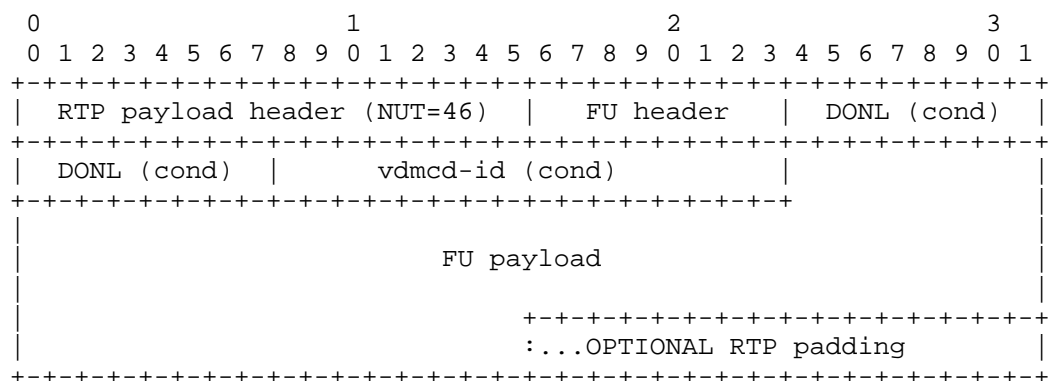 0                   1                   2                   3
 0 1 2 3 4 5 6 7 8 9 0 1 2 3 4 5 6 7 8 9 0 1 2 3 4 5 6 7 8 9 0 1
+-+-+-+-+-+-+-+-+-+-+-+-+-+-+-+-+-+-+-+-+-+-+-+-+-+-+-+-+-+-+-+-+
|  RTP payload header (NUT=46)  |   FU header   |  DONL (cond)  |
+-+-+-+-+-+-+-+-+-+-+-+-+-+-+-+-+-+-+-+-+-+-+-+-+-+-+-+-+-+-+-+-+
|  DONL (cond)  |      vdmcd-id (cond)          |               |
+-+-+-+-+-+-+-+-+-+-+-+-+-+-+-+-+-+-+-+-+-+-+-+-+               |
|                                                               |
|                          FU payload                           |
|                                                               |
|                               +-+-+-+-+-+-+-+-+-+-+-+-+-+-+-+-+
|                               :...OPTIONAL RTP padding        |
+-+-+-+-+-+-+-+-+-+-+-+-+-+-+-+-+-+-+-+-+-+-+-+-+-+-+-+-+-+-+-+-+